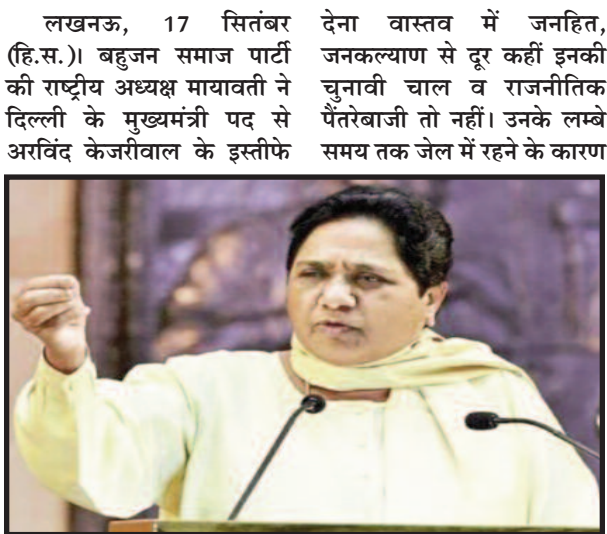 लखनऊ, 17 सितंबर
(हि.स.)। बहुजन समाज पार्टी
की राष्ट्रीय अध्यक्ष मायावती ने
दिल्ली के मुख्यमंत्री पद से
अरविंद केजरीवाल के इस्तीफे
देना वास्तव में जनहित,
जनकल्याण से दूर कहीं इनकी
चुनावी चाल व राजनीतिक
पैंतरेबाजी तो नहीं। उनके लम्बे
समय तक जेल में रहने के कारण